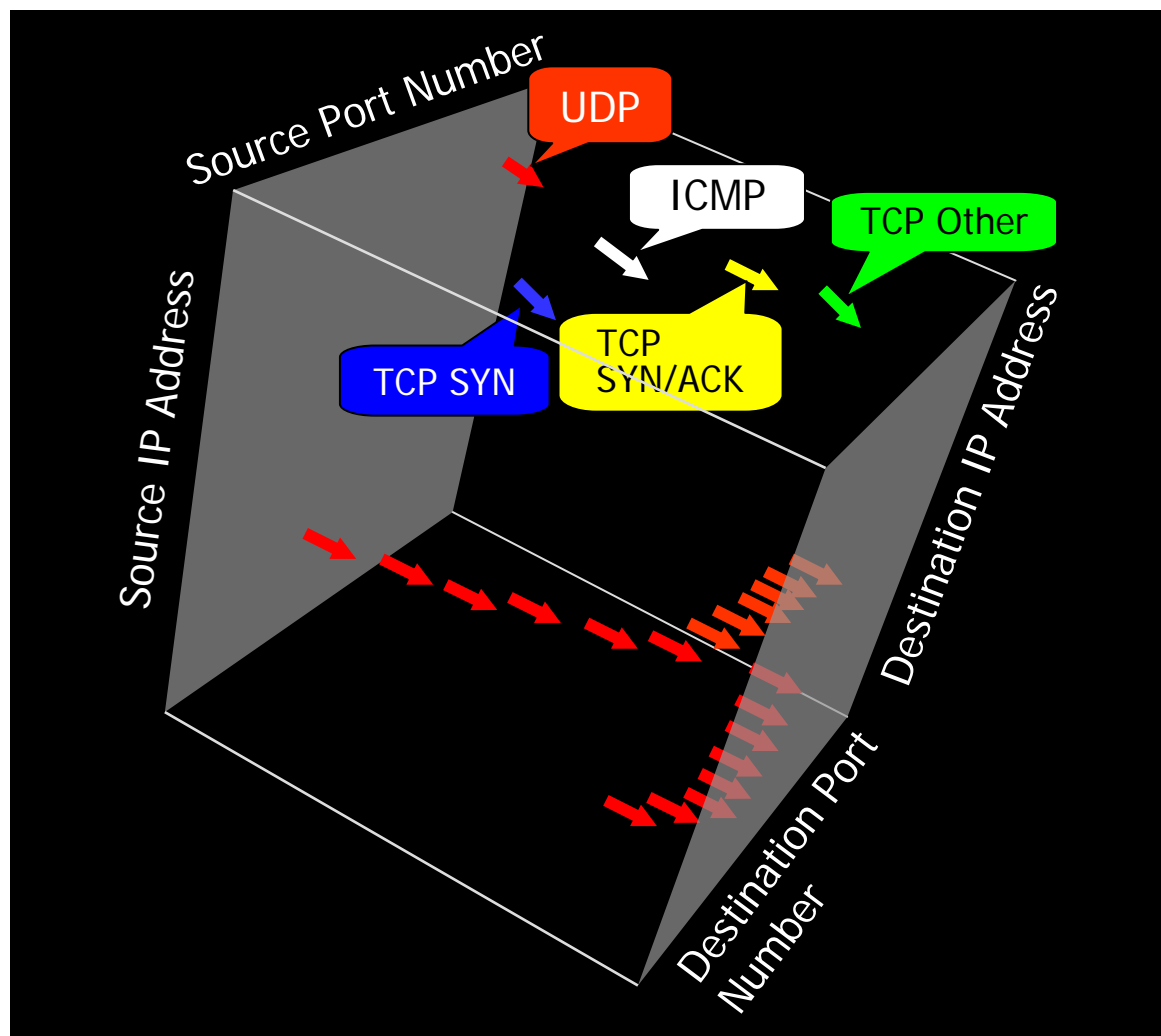 Source Port Number
UDP
ICMP
TCP Other
TCP SYN
TCP
SYN/ACK
Source IP Address
Destination IP Address
Destination Port
Number